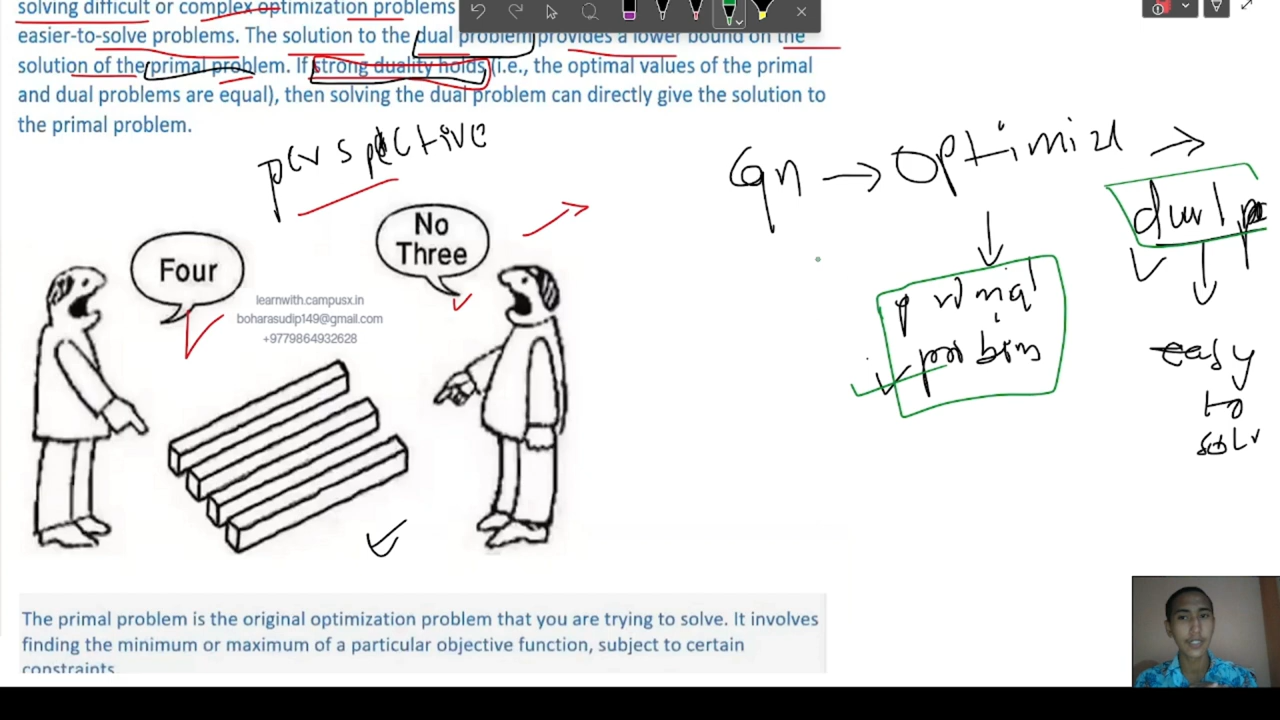 solving difficult or complex optimization problems
easier-to-solve problems. The solution to the dual problem provides a lower bound on the
solution of the primal problem. If strong duality holds (i.e., the optimal values of the primal
and dual problems are equal), then solving the dual problem can directly give the solution to
the primal problem.
perspective
Four
No
Three
learnwith.campusx.in
boharasudip149@gmail.com
+9779864932628
primal
problem
dual
easy
to
solv
The primal problem is the original optimization problem that you are trying to solve. It involves
finding the minimum or maximum of a particular objective function, subject to certain
constraints.